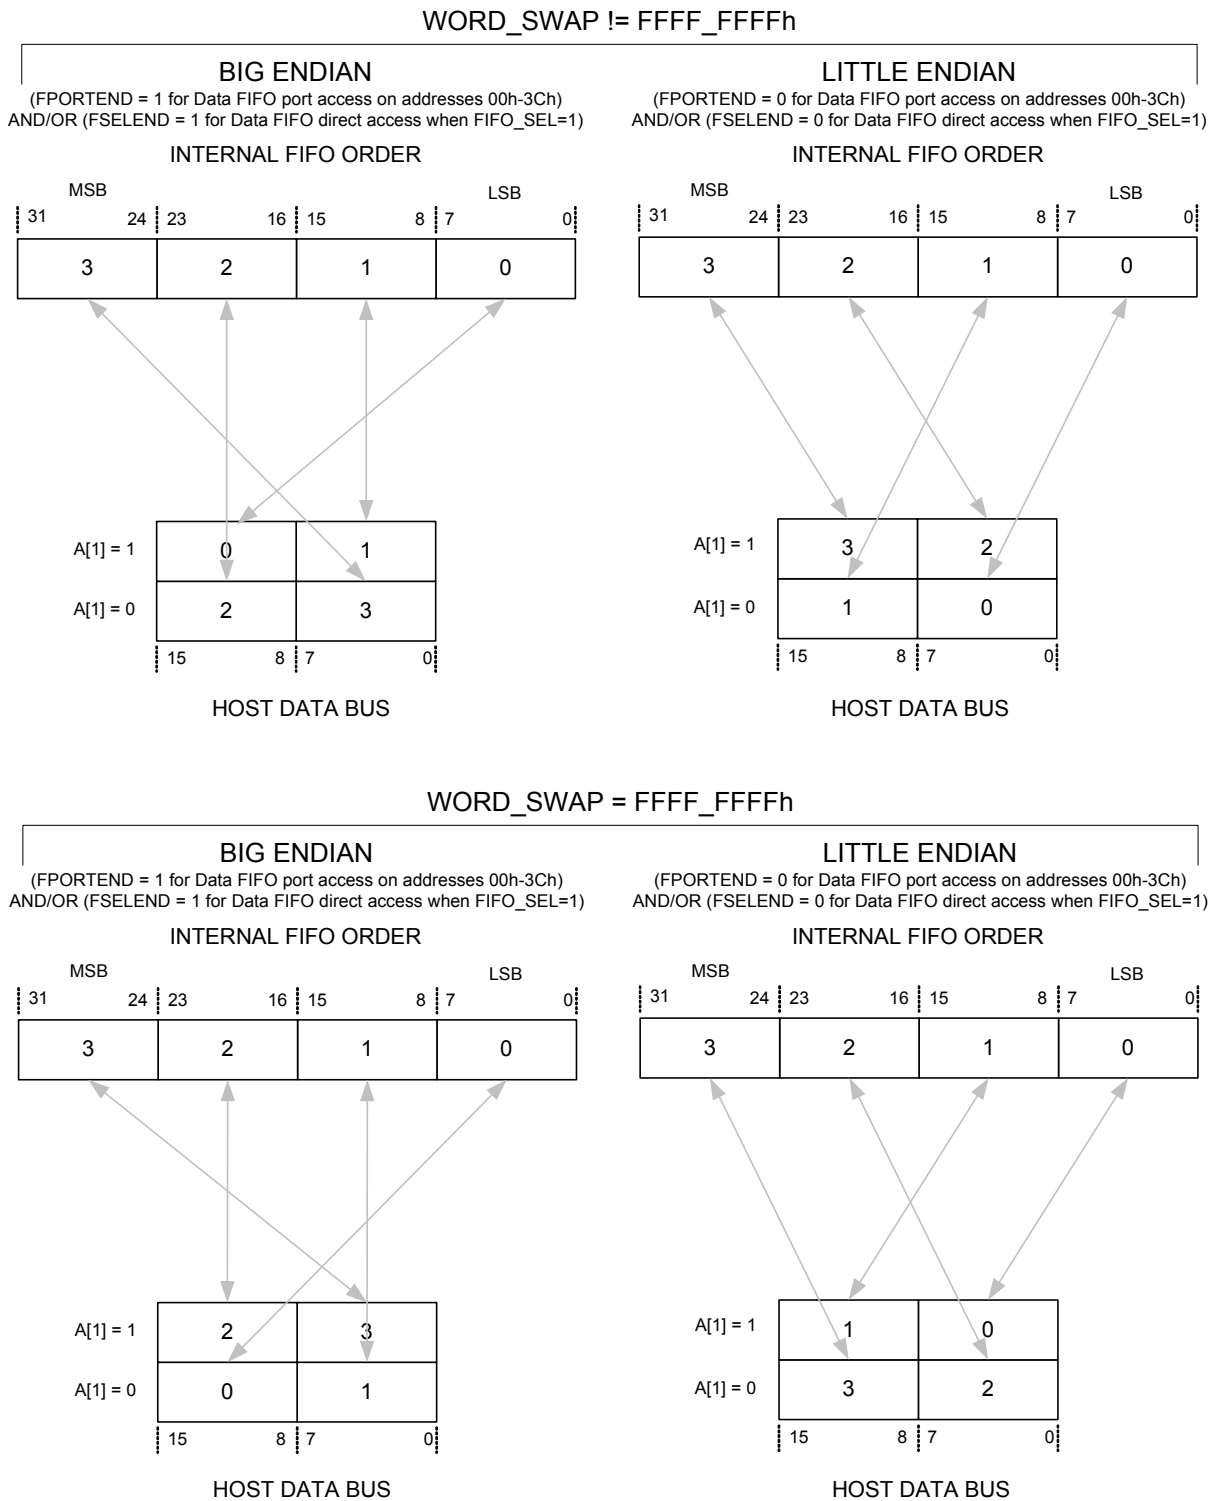 WORD_SWAP != FFFF_FFFFh
BIG ENDIAN
(FPORTEND = 1 for Data FIFO port access on addresses 00h-3Ch)
AND/OR (FSELEND = 1 for Data FIFO direct access when FIFO_SEL=1)
INTERNAL FIFO ORDER
MSB LSB
31 24 23 16 15 8 7 0
3 2 1 0
A[1] = 1 0 1
A[1] = 0 2 3
15 8 7 0
HOST DATA BUS
LITTLE ENDIAN
(FPORTEND = 0 for Data FIFO port access on addresses 00h-3Ch)
AND/OR (FSELEND = 0 for Data FIFO direct access when FIFO_SEL=1)
INTERNAL FIFO ORDER
MSB LSB
31 24 23 16 15 8 7 0
3 2 1 0
A[1] = 1 3 2
A[1] = 0 1 0
15 8 7 0
HOST DATA BUS
WORD_SWAP = FFFF_FFFFh
BIG ENDIAN
(FPORTEND = 1 for Data FIFO port access on addresses 00h-3Ch)
AND/OR (FSELEND = 1 for Data FIFO direct access when FIFO_SEL=1)
INTERNAL FIFO ORDER
MSB LSB
31 24 23 16 15 8 7 0
3 2 1 0
A[1] = 1 2 3
A[1] = 0 0 1
15 8 7 0
HOST DATA BUS
LITTLE ENDIAN
(FPORTEND = 0 for Data FIFO port access on addresses 00h-3Ch)
AND/OR (FSELEND = 0 for Data FIFO direct access when FIFO_SEL=1)
INTERNAL FIFO ORDER
MSB LSB
31 24 23 16 15 8 7 0
3 2 1 0
A[1] = 1 1 0
A[1] = 0 3 2
15 8 7 0
HOST DATA BUS